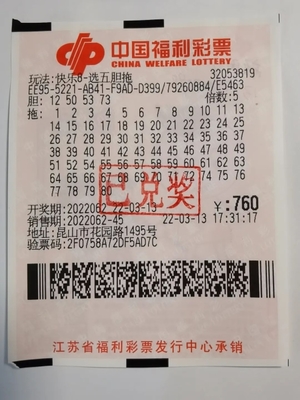 中国福利彩票
CHINA WELFARE LOTTERY
玩法:快乐8-选五胆拖 32053819
EE95-5221-AB41-F9AD-D399/79260884/E5463
胆: 12 50 53 73 倍数:5
拖: 1 2 3 4 5 6 7 8 9 10 11 13
14 15 16 17 18 19 20 21 22 23 24 25
26 27 28 29 30 31 32 33 34 35 36 37
38 39 40 41 42 43 44 45 46 47 48 49
51 52 54 55 56 57 58 59 60 61 62 63
64 65 66 67 68 69 70 71 72 74 75 76
77 78 79 80
已兑奖
开奖期:2022062 22-03-13 ¥:760
销售期:2022062-45 22-03-13 17:31:17
地址:昆山市花园路1495号
验票码:2F0758A72DF5AD7C
江苏省福利彩票发行中心承销